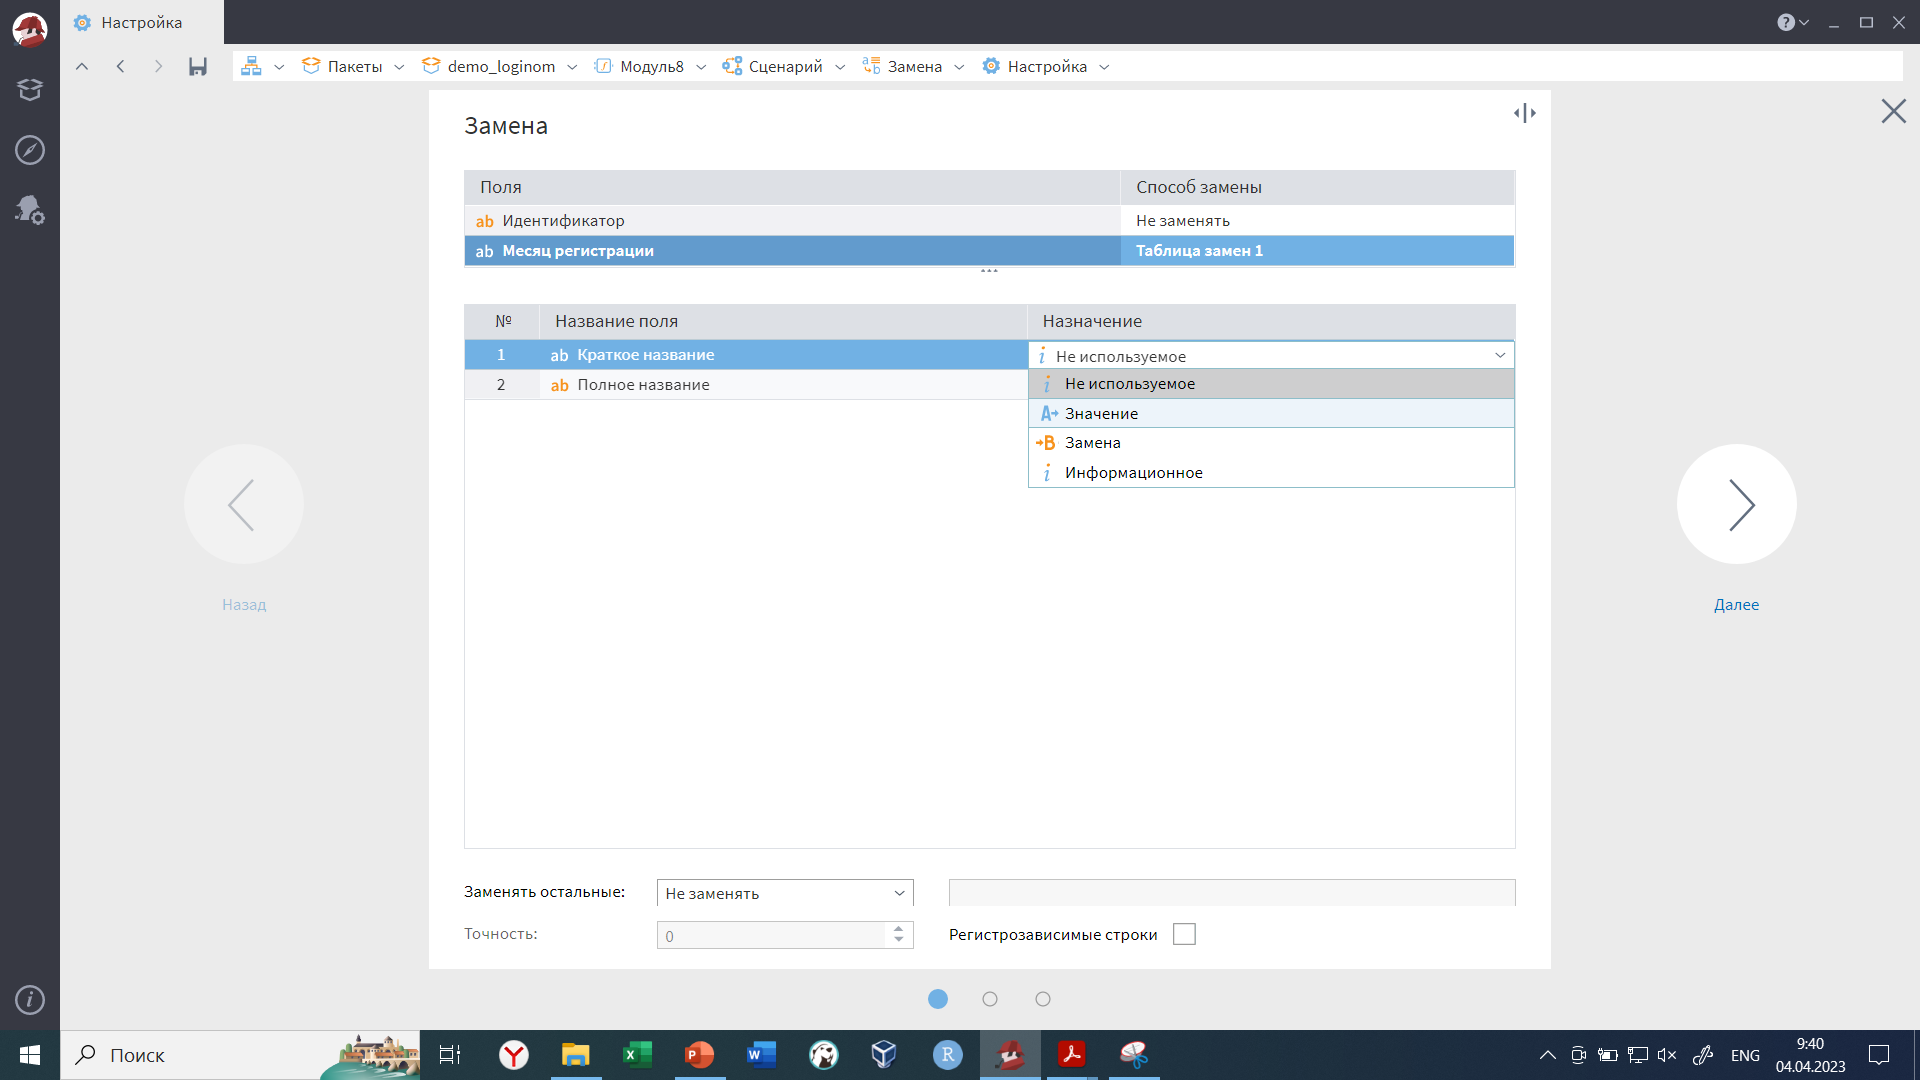 Настройка
Пакеты demo_loginom Модуль8 Сценарий Замена Настройка
Замена
Поля Способ замены
ab Идентификатор Не заменять
ab Месяц регистрации Таблица замен 1
№ Название поля Назначение
1 ab Краткое название Не используемое
2 ab Полное название Не используемое
Значение
Замена
Информационное
Назад
Далее
Заменять остальные: Не заменять
Точность: 0 Регистрозависимые строки
Поиск
ENG
9:40
04.04.2023